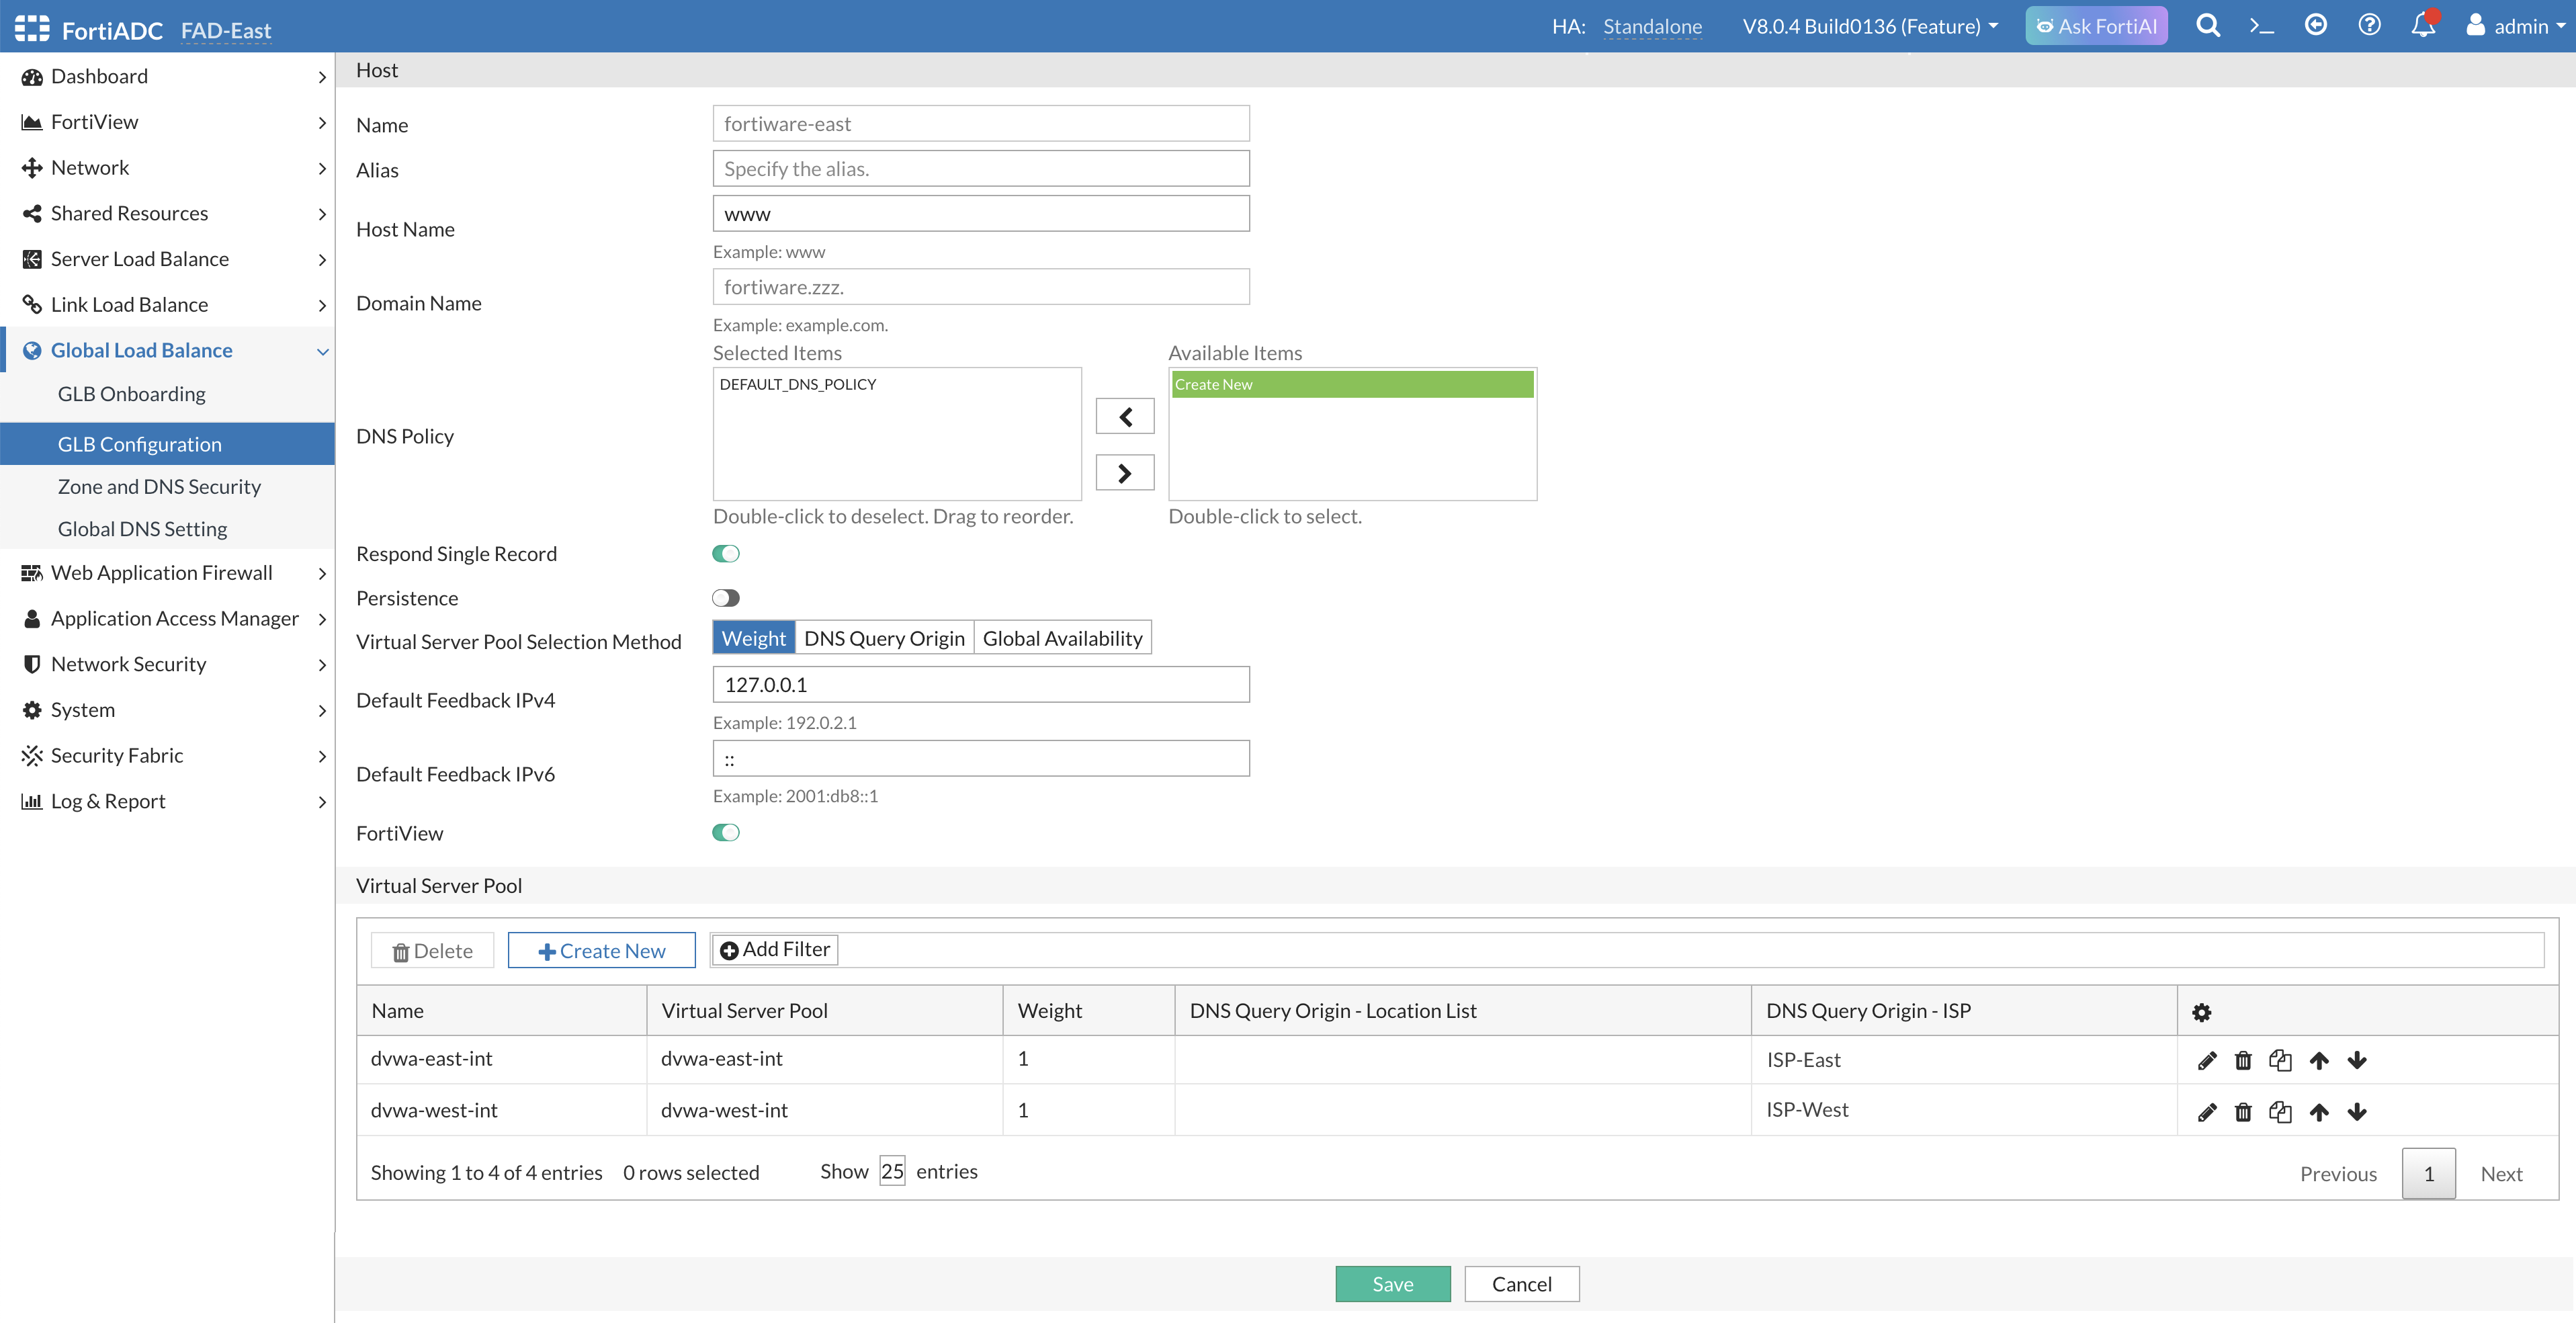 FortiADC FAD-East HA: Standalone V8.0.4 Build0136 (Feature) Ask FortiAI admin
Dashboard
FortiView
Network
Shared Resources
Server Load Balance
Link Load Balance
Global Load Balance
GLB Onboarding
GLB Configuration
Zone and DNS Security
Global DNS Setting
Web Application Firewall
Application Access Manager
Network Security
System
Security Fabric
Log & Report
Host
Name fortiware-east
Alias Specify the alias.
Host Name www
Example: www
Domain Name fortiware.zzz.
Example: example.com.
Selected Items Available Items
DEFAULT_DNS_POLICY Create New
DNS Policy
Double-click to deselect. Drag to reorder. Double-click to select.
Respond Single Record
Persistence
Virtual Server Pool Selection Method Weight DNS Query Origin Global Availability
Default Feedback IPv4 127.0.0.1
Example: 192.0.2.1
Default Feedback IPv6 ::
Example: 2001:db8::1
FortiView
Virtual Server Pool
Delete Create New Add Filter
Name Virtual Server Pool Weight DNS Query Origin - Location List DNS Query Origin - ISP
dvwa-east-int dvwa-east-int 1 ISP-East
dvwa-west-int dvwa-west-int 1 ISP-West
Showing 1 to 4 of 4 entries 0 rows selected Show 25 entries Previous 1 Next
Save Cancel